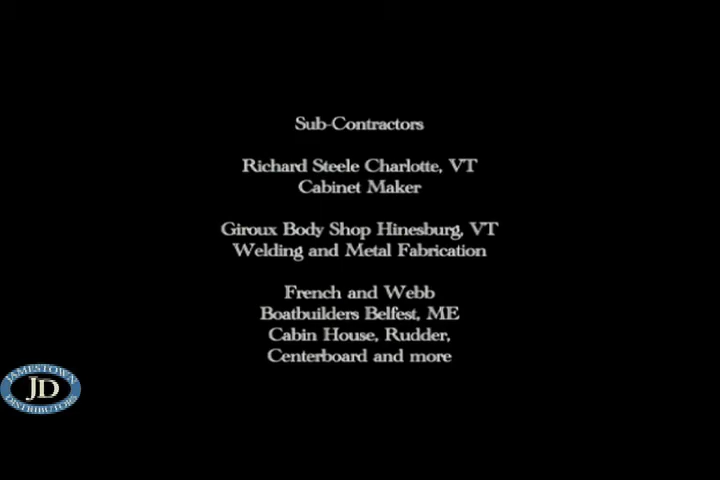 Sub-Contractors
Richard Steele Charlotte, VT
Cabinet Maker
Giroux Body Shop Hinesburg, VT
Welding and Metal Fabrication
French and Webb
Boatbuilders Belfest, ME
Cabin House, Rudder,
Centerboard and more
JAMESTOWN
JD
DISTRIBUTORS